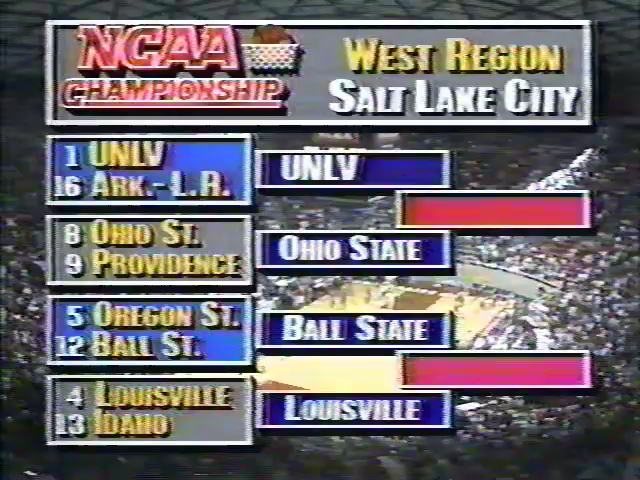 NCAA
CHAMPIONSHIP
WEST REGION
SALT LAKE CITY
1 UNLV
16 ARK.-L.R.
UNLV
8 OHIO ST.
9 PROVIDENCE
OHIO STATE
5 OREGON ST.
12 BALL ST.
BALL STATE
4 LOUISVILLE
13 IDAHO
LOUISVILLE